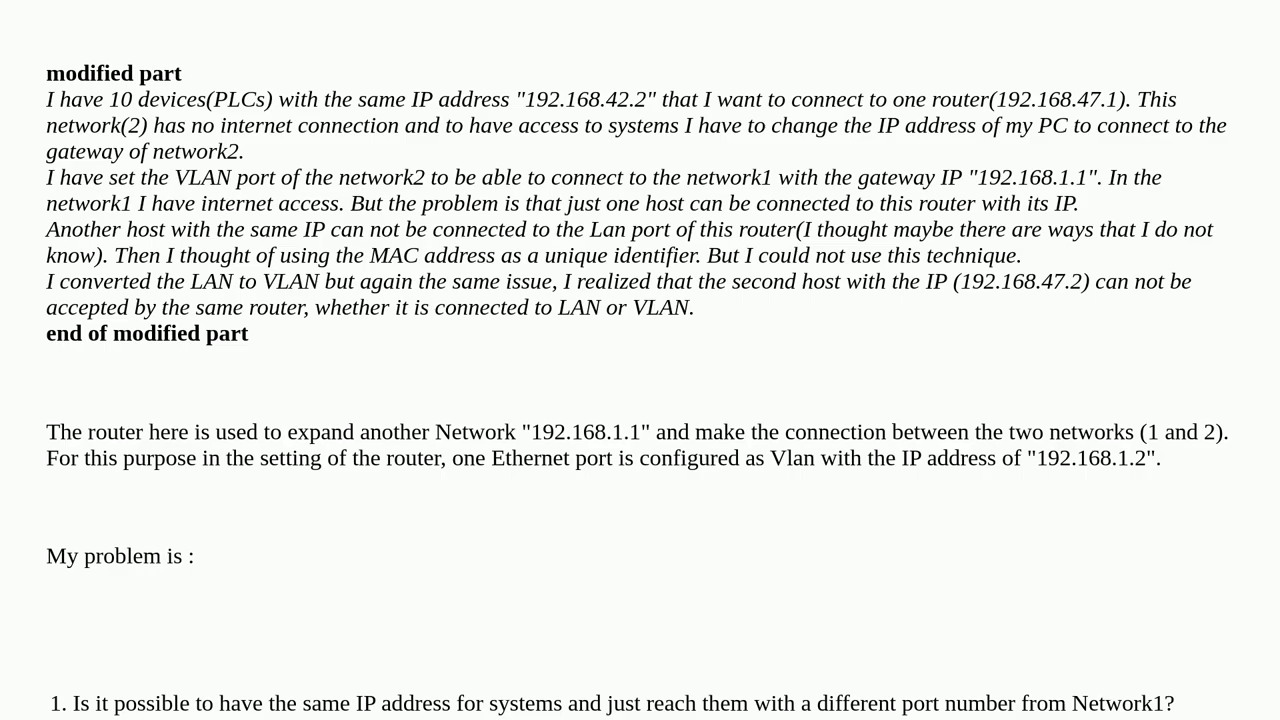 modified part
I have 10 devices(PLCs) with the same IP address "192.168.42.2" that I want to connect to one router(192.168.47.1). This
network(2) has no internet connection and to have access to systems I have to change the IP address of my PC to connect to the
gateway of network2.
I have set the VLAN port of the network2 to be able to connect to the network1 with the gateway IP "192.168.1.1". In the
network1 I have internet access. But the problem is that just one host can be connected to this router with its IP.
Another host with the same IP can not be connected to the Lan port of this router(I thought maybe there are ways that I do not
know). Then I thought of using the MAC address as a unique identifier. But I could not use this technique.
I converted the LAN to VLAN but again the same issue, I realized that the second host with the IP (192.168.47.2) can not be
accepted by the same router, whether it is connected to LAN or VLAN.
end of modified part
The router here is used to expand another Network "192.168.1.1" and make the connection between the two networks (1 and 2).
For this purpose in the setting of the router, one Ethernet port is configured as Vlan with the IP address of "192.168.1.2".
My problem is :
1. Is it possible to have the same IP address for systems and just reach them with a different port number from Network1?